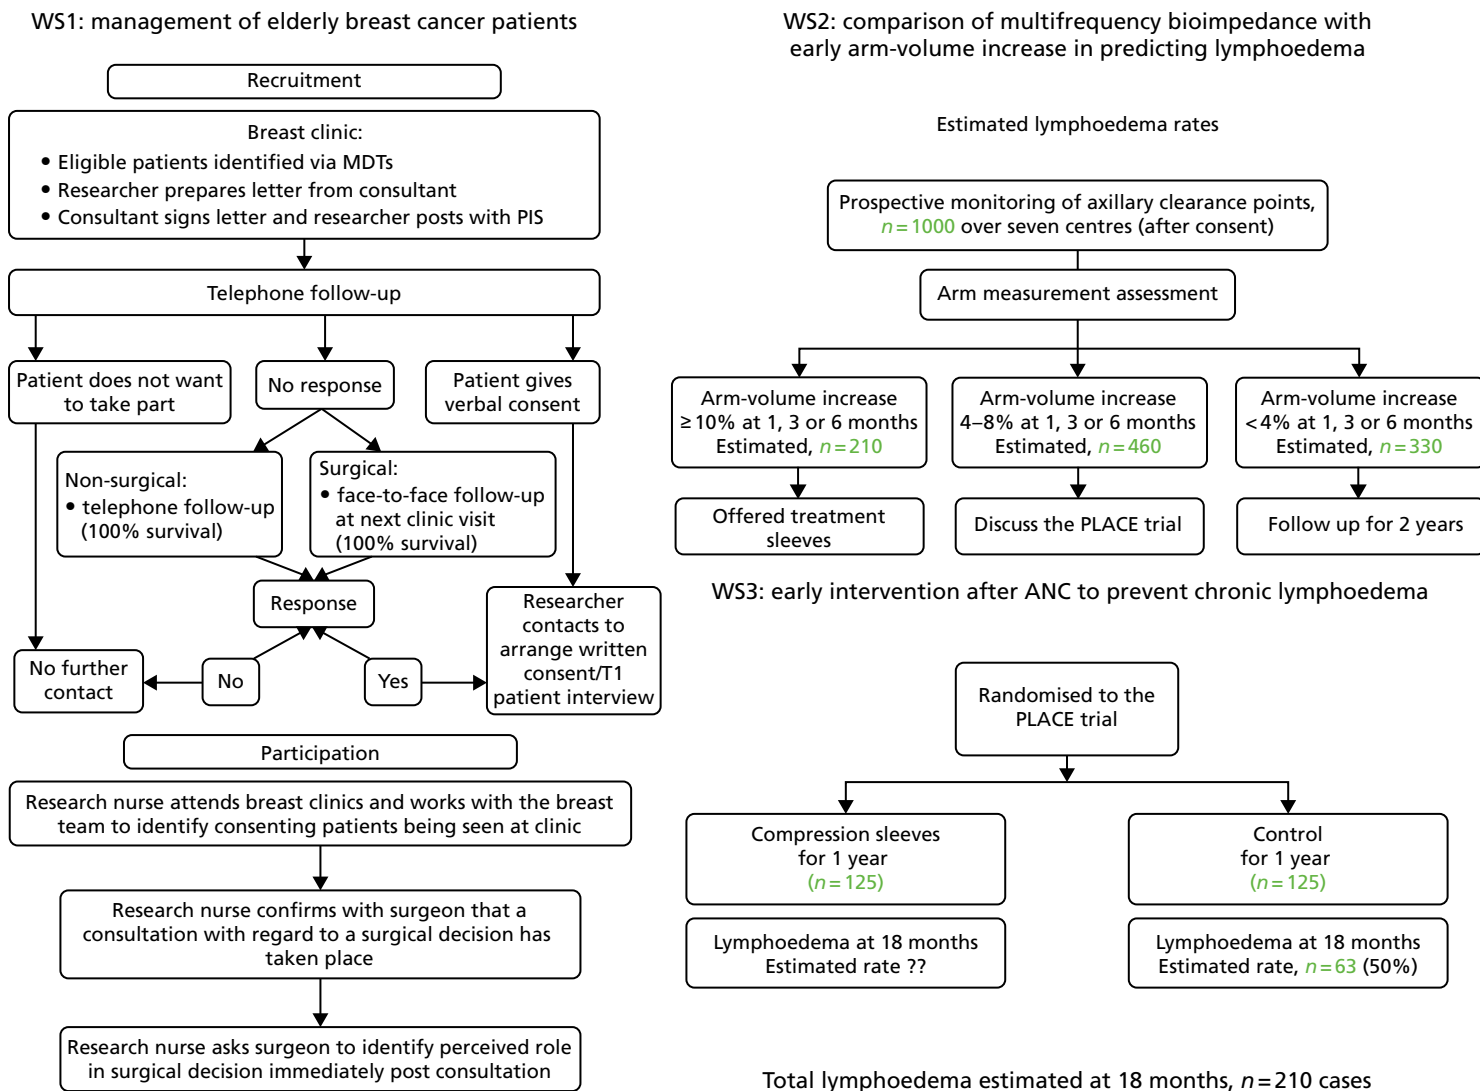 WS1: management of elderly breast cancer patients
Recruitment
Breast clinic:
• Eligible patients identified via MDTs
• Researcher prepares letter from consultant
• Consultant signs letter and researcher posts with PIS
Telephone follow-up
Patient does not want
to take part
No response
Patient gives
verbal consent
Non-surgical:
• telephone follow-up
(100% survival)
Surgical:
• face-to-face follow-up
at next clinic visit
(100% survival)
Response
No further
contact
No
Yes
Researcher
contacts to
arrange written
consent/T1
patient interview
Participation
Research nurse attends breast clinics and works with the breast
team to identify consenting patients being seen at clinic
Research nurse confirms with surgeon that a
consultation with regard to a surgical decision has
taken place
Research nurse asks surgeon to identify perceived role
in surgical decision immediately post consultation
WS2: comparison of multifrequency bioimpedance with
early arm-volume increase in predicting lymphoedema
Estimated lymphoedema rates
Prospective monitoring of axillary clearance points,
n=1000 over seven centres (after consent)
Arm measurement assessment
Arm-volume increase
≥10% at 1, 3 or 6 months
Estimated, n=210
Arm-volume increase
4–8% at 1, 3 or 6 months
Estimated, n=460
Arm-volume increase
<4% at 1, 3 or 6 months
Estimated, n=330
Offered treatment
sleeves
Discuss the PLACE trial
Follow up for 2 years
WS3: early intervention after ANC to prevent chronic lymphoedema
Randomised to the
PLACE trial
Compression sleeves
for 1 year
(n=125)
Control
for 1 year
(n=125)
Lymphoedema at 18 months
Estimated rate ??
Lymphoedema at 18 months
Estimated rate, n=63 (50%)
Total lymphoedema estimated at 18 months, n=210 cases